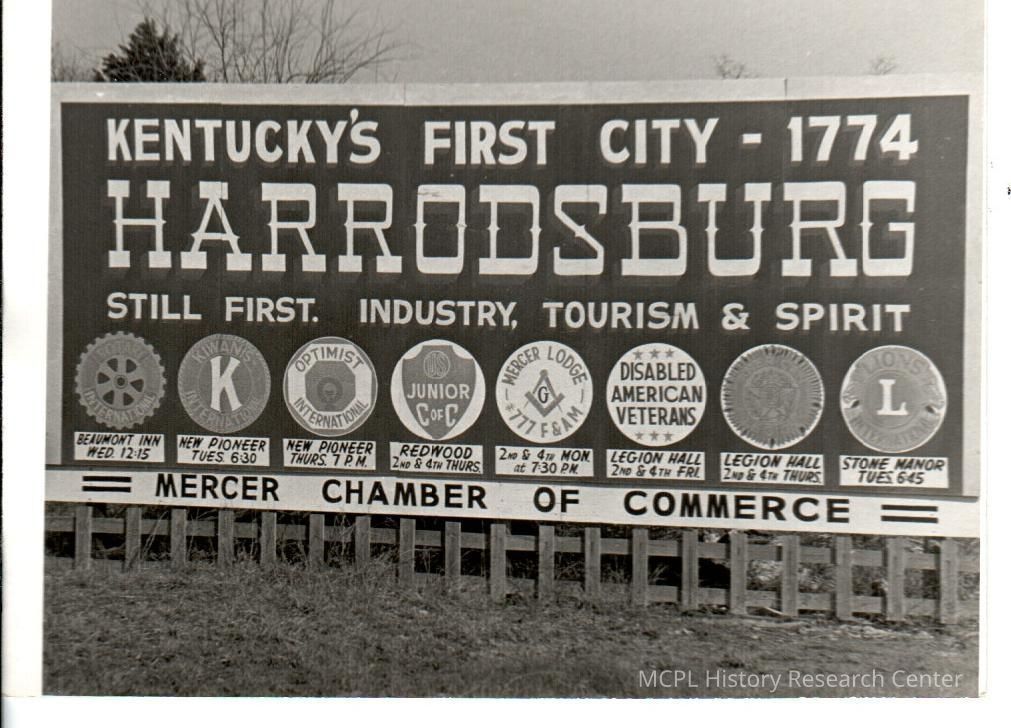 KENTUCKY'S FIRST CITY - 1774
HARRODSBURG
STILL FIRST. INDUSTRY, TOURISM & SPIRIT
INTERNATIONAL
BEAUMONT INN
WED. 12:15
KIWANIS
K
INTERNATIONAL
NEW PIONEER
TUES. 6:30
OPTIMIST
INTERNATIONAL
NEW PIONEER
THURS. 7 P.M.
JUNIOR
C OF C
REDWOOD
2ND & 4TH THURS.
MERCER LODGE
G
#777 F & AM
2ND & 4TH MON.
at 7:30 P.M.
DISABLED
AMERICAN
VETERANS
LEGION HALL
2ND & 4TH FRI.
LEGION HALL
2ND & 4TH THURS.
LIONS
L
INTERNATIONAL
STONE MANOR
TUES. 6:45
= MERCER CHAMBER OF COMMERCE =
MCPL History Research Center